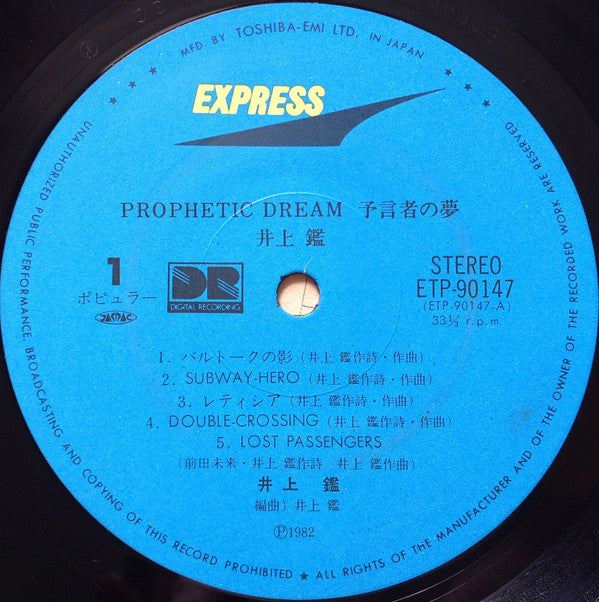 MFD. BY TOSHIBA-EMI LTD. IN JAPAN
EXPRESS
PROPHETIC DREAM 予言者の夢
井上 鑑
1
ポピュラー
JASRAC
DR
DIGITAL RECORDING
STEREO
ETP-90147
(ETP-90147-A)
33⅓ r.p.m.
1. バルトークの影 (井上 鑑作詩・作曲)
2. SUBWAY-HERO (井上 鑑作詩・作曲)
3. レティシア (井上 鑑作詩・作曲)
4. DOUBLE-CROSSING (井上 鑑作詩・作曲)
5. LOST PASSENGERS
(前田未来・井上 鑑作詩 井上 鑑作曲)
井上 鑑
編曲) 井上 鑑
Ⓟ1982
UNAUTHORIZED PUBLIC PERFORMANCE, BROADCASTING AND COPYING OF THIS RECORD PROHIBITED ★ ALL RIGHTS OF THE MANUFACTURER AND OF THE OWNER OF THE RECORDED WORK ARE RESERVED